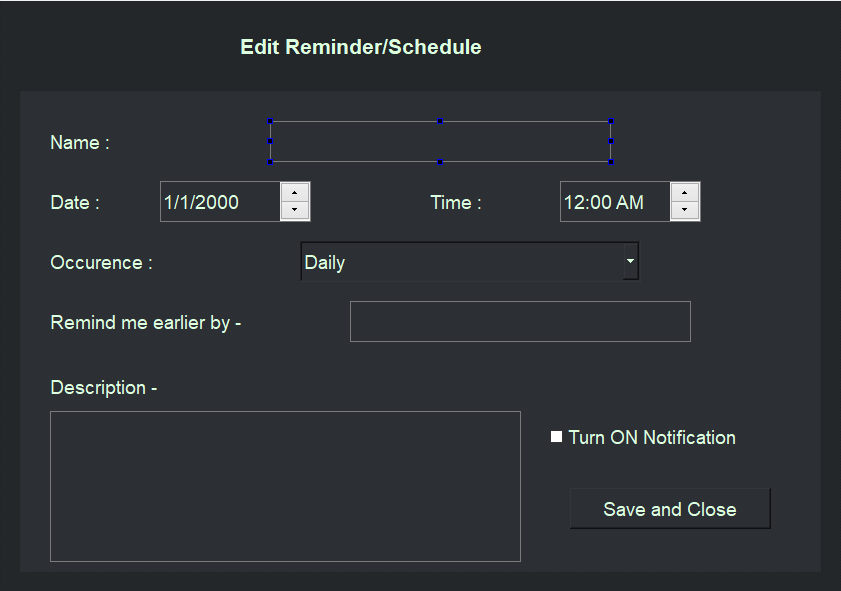 Edit Reminder/Schedule
Name :
Date : 1/1/2000 Time : 12:00 AM
Occurence : Daily
Remind me earlier by -
Description -
Turn ON Notification
Save and Close